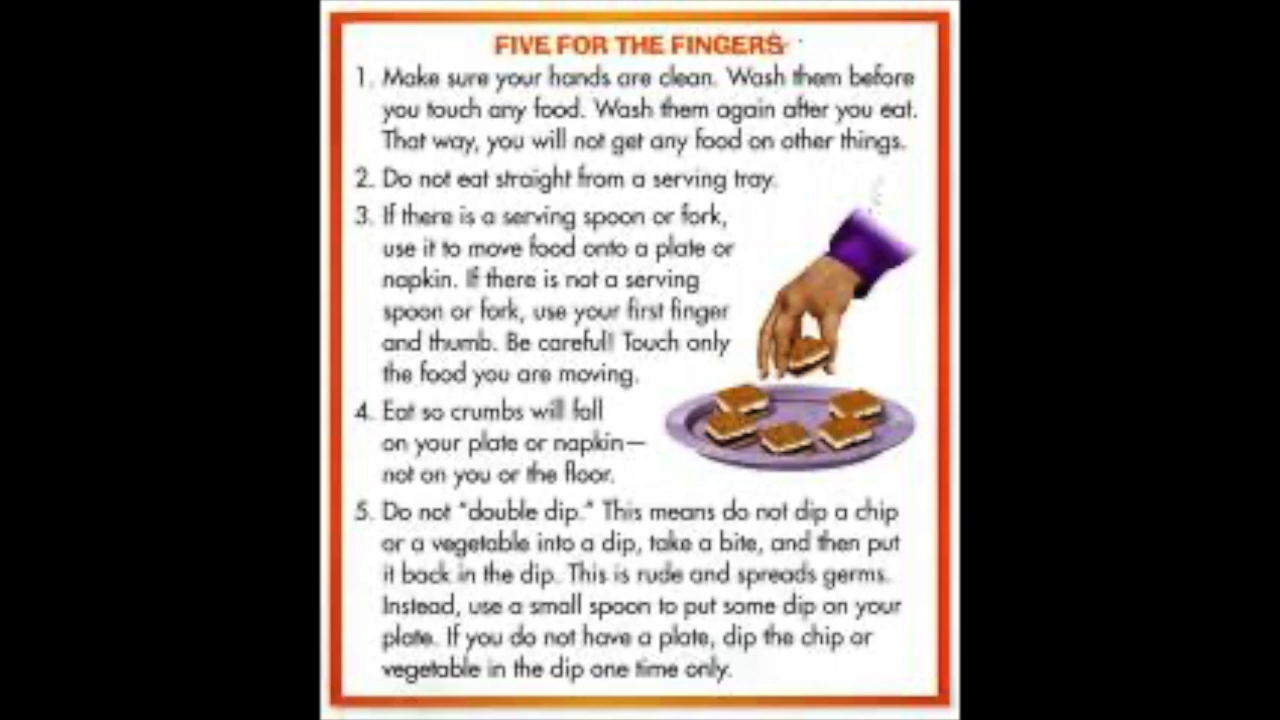 FIVE FOR THE FINGERS
1. Make sure your hands are clean. Wash them before
you touch any food. Wash them again after you eat.
That way, you will not get any food on other things.
2. Do not eat straight from a serving tray.
3. If there is a serving spoon or fork,
use it to move food onto a plate or
napkin. If there is not a serving
spoon or fork, use your first finger
and thumb. Be careful! Touch only
the food you are moving.
4. Eat so crumbs will fall
on your plate or napkin—
not on you or the floor.
5. Do not "double dip." This means do not dip a chip
or a vegetable into a dip, take a bite, and then put
it back in the dip. This is rude and spreads germs.
Instead, use a small spoon to put some dip on your
plate. If you do not have a plate, dip the chip or
vegetable in the dip one time only.